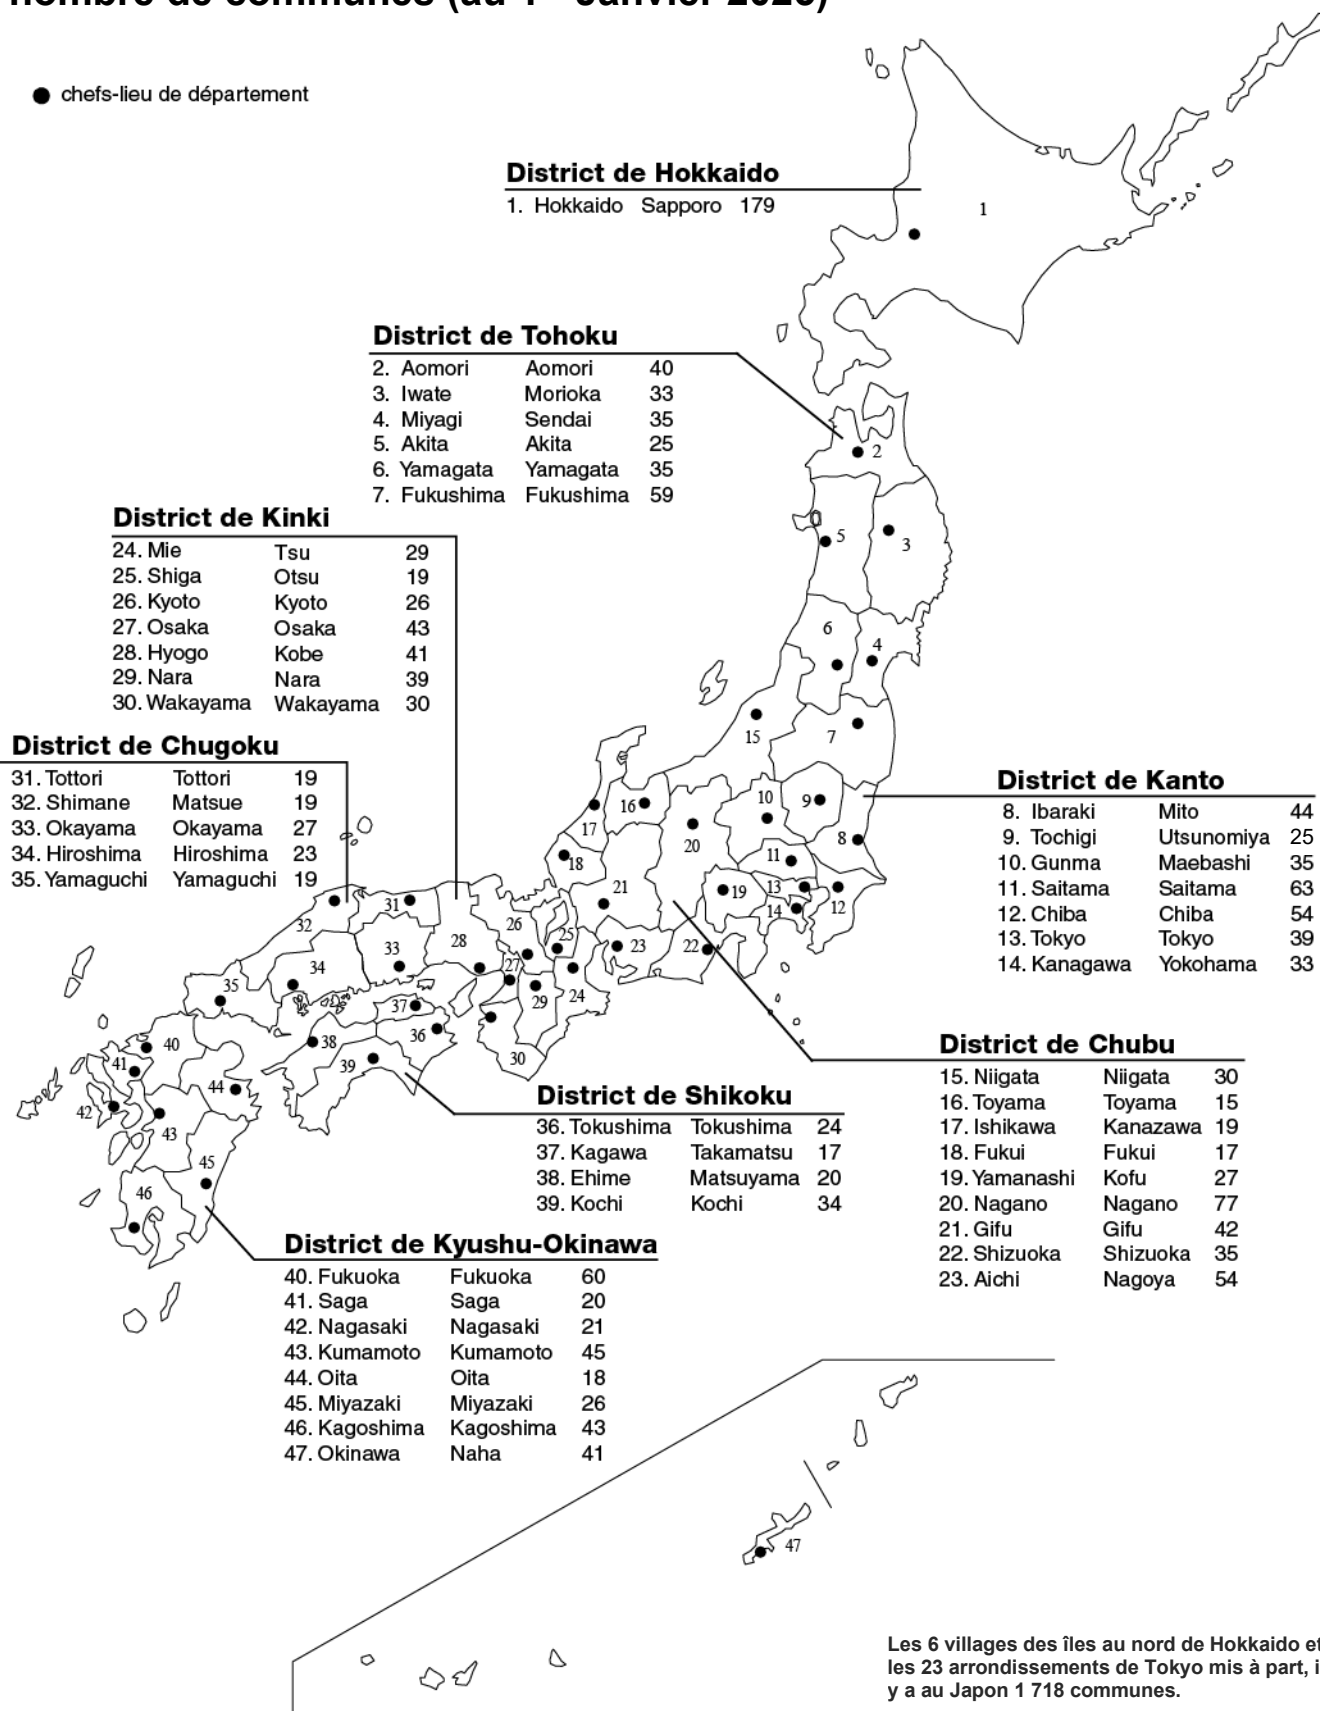 nombre de communes (au 1er Janvier 2023)
chefs-lieu de département
District de Hokkaido
1. Hokkaido Sapporo 179
District de Tohoku
2. Aomori Aomori 40
3. Iwate Morioka 33
4. Miyagi Sendai 35
5. Akita Akita 25
6. Yamagata Yamagata 35
7. Fukushima Fukushima 59
District de Kinki
24. Mie Tsu 29
25. Shiga Otsu 19
26. Kyoto Kyoto 26
27. Osaka Osaka 43
28. Hyogo Kobe 41
29. Nara Nara 39
30. Wakayama Wakayama 30
District de Chugoku
31. Tottori Tottori 19
32. Shimane Matsue 19
33. Okayama Okayama 27
34. Hiroshima Hiroshima 23
35. Yamaguchi Yamaguchi 19
District de Kanto
8. Ibaraki Mito 44
9. Tochigi Utsunomiya 25
10. Gunma Maebashi 35
11. Saitama Saitama 63
12. Chiba Chiba 54
13. Tokyo Tokyo 39
14. Kanagawa Yokohama 33
District de Chubu
15. Niigata Niigata 30
16. Toyama Toyama 15
17. Ishikawa Kanazawa 19
18. Fukui Fukui 17
19. Yamanashi Kofu 27
20. Nagano Nagano 77
21. Gifu Gifu 42
22. Shizuoka Shizuoka 35
23. Aichi Nagoya 54
District de Shikoku
36. Tokushima Tokushima 24
37. Kagawa Takamatsu 17
38. Ehime Matsuyama 20
39. Kochi Kochi 34
District de Kyushu-Okinawa
40. Fukuoka Fukuoka 60
41. Saga Saga 20
42. Nagasaki Nagasaki 21
43. Kumamoto Kumamoto 45
44. Oita Oita 18
45. Miyazaki Miyazaki 26
46. Kagoshima Kagoshima 43
47. Okinawa Naha 41
1
2
5
3
6
4
15
7
10
9
16
17
20
8
18
11
21
19
13
12
14
31
32
26
25
28
33
23
22
34
27
35
29
24
37
36
38
40
39
30
41
44
42
43
45
46
47
Les 6 villages des îles au nord de Hokkaido et
les 23 arrondissements de Tokyo mis à part, i
y a au Japon 1 718 communes.